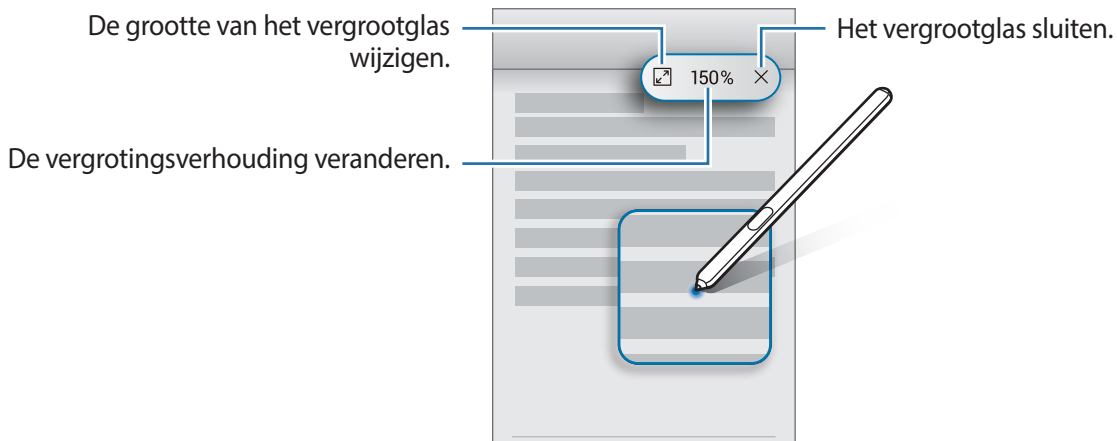 De grootte van het vergrootglas
wijzigen.
Het vergrootglas sluiten.
150%
De vergrotingsverhouding veranderen.